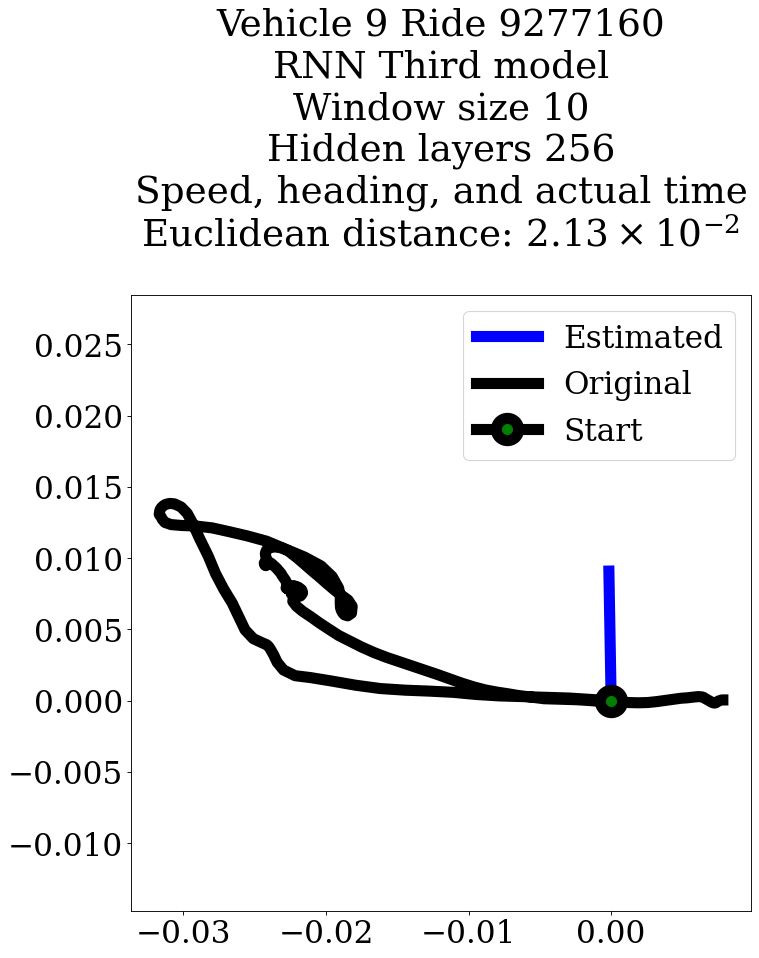 Vehicle 9 Ride 9277160
RNN Third model
Window size 10
Hidden layers 256
Speed, heading, and actual time
Euclidean distance: 2.13 × 10⁻²
Estimated
Original
Start
0.025
0.020
0.015
0.010
0.005
0.000
−0.005
−0.010
−0.03 −0.02 −0.01 0.00